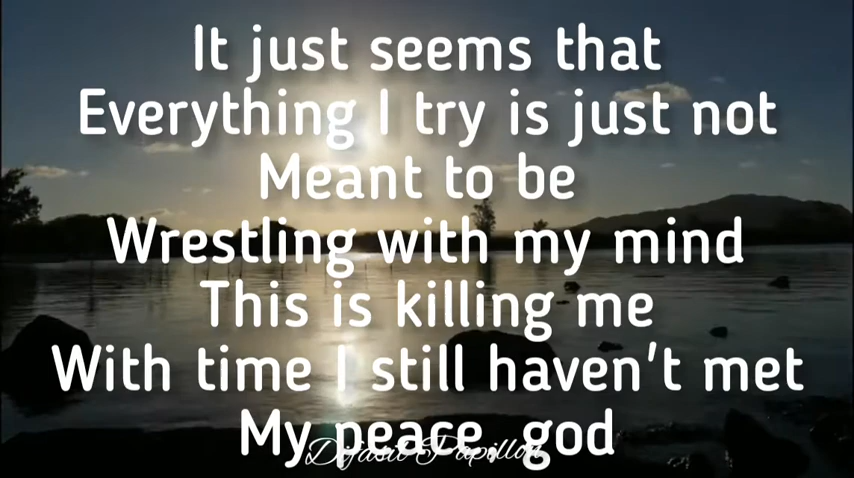 It just seems that
Everything I try is just not
Meant to be
Wrestling with my mind
This is killing me
With time I still haven't met
My peace, god
Papillon